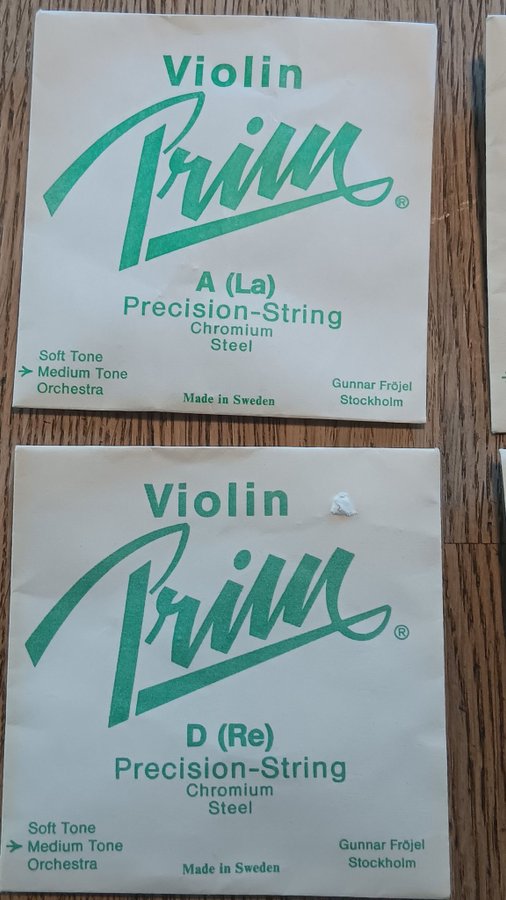 Violin
Prim®
A (La)
Precision-String
Chromium
Steel
Soft Tone
→ Medium Tone
Orchestra
Made in Sweden
Gunnar Fröjel
Stockholm
Violin
Prim®
D (Re)
Precision-String
Chromium
Steel
Soft Tone
→ Medium Tone
Orchestra
Made in Sweden
Gunnar Fröjel
Stockholm